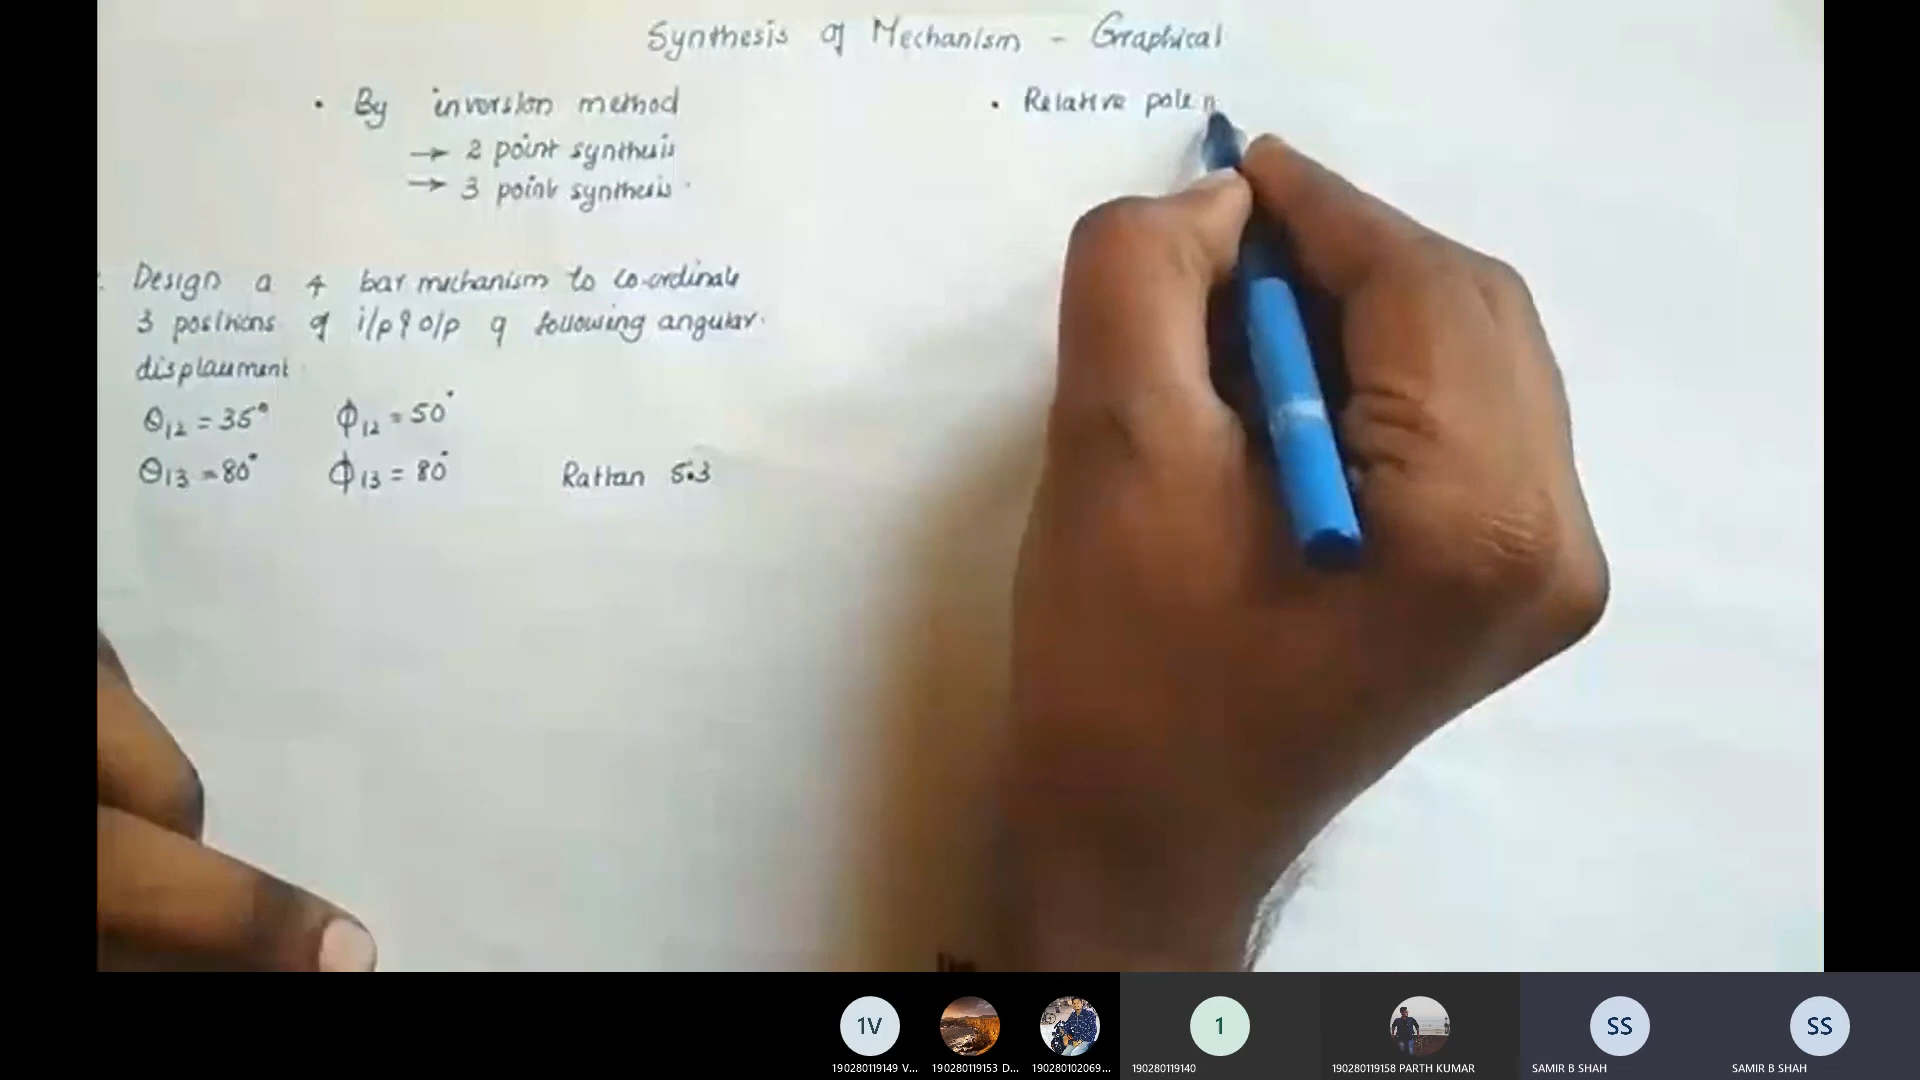 Synthesis of Mechanism - Graphical
• By inversion method
→ 2 point synthesis
→ 3 point synthesis.
• Relative pole
Design a 4 bar mechanism to co-ordinate
3 positions of i/p & o/p of following angular
displacement
θ12 = 35° ϕ12 = 50°
θ13 = 80° ϕ13 = 80° Rattan 5.3
1V
1
SS
SS
190280119149 V...
190280119153 D...
190280102069...
190280119140
190280119158 PARTH KUMAR
SAMIR B SHAH
SAMIR B SHAH